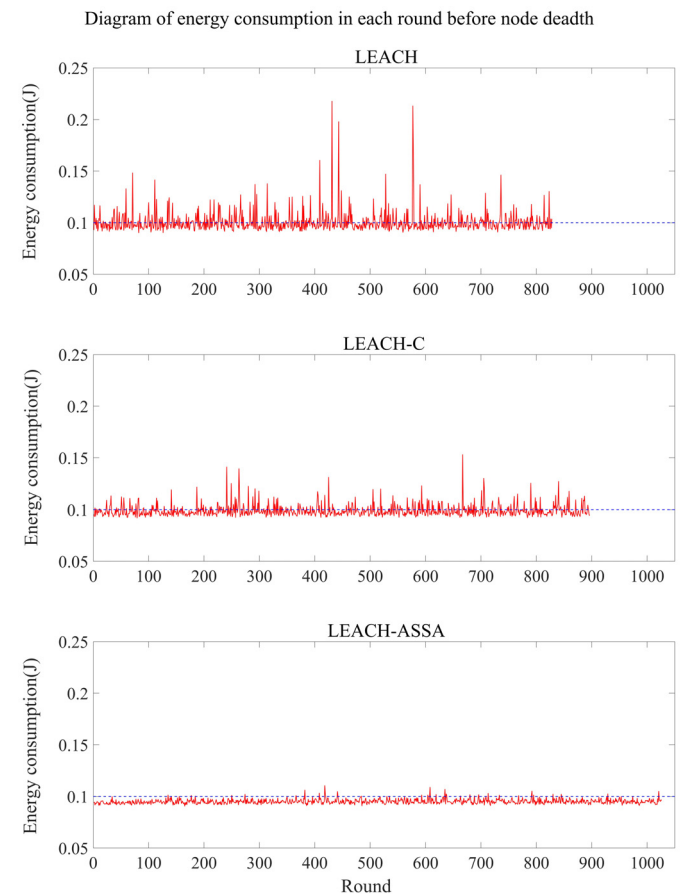 Diagram of energy consumption in each round before node deadth
LEACH
Energy consumption(J)
0.25
0.2
0.15
0.1
0.05
0 100 200 300 400 500 600 700 800 900 1000
LEACH-C
Energy consumption(J)
0.25
0.2
0.15
0.1
0.05
0 100 200 300 400 500 600 700 800 900 1000
LEACH-ASSA
Energy consumption(J)
0.25
0.2
0.15
0.1
0.05
0 100 200 300 400 500 600 700 800 900 1000
Round